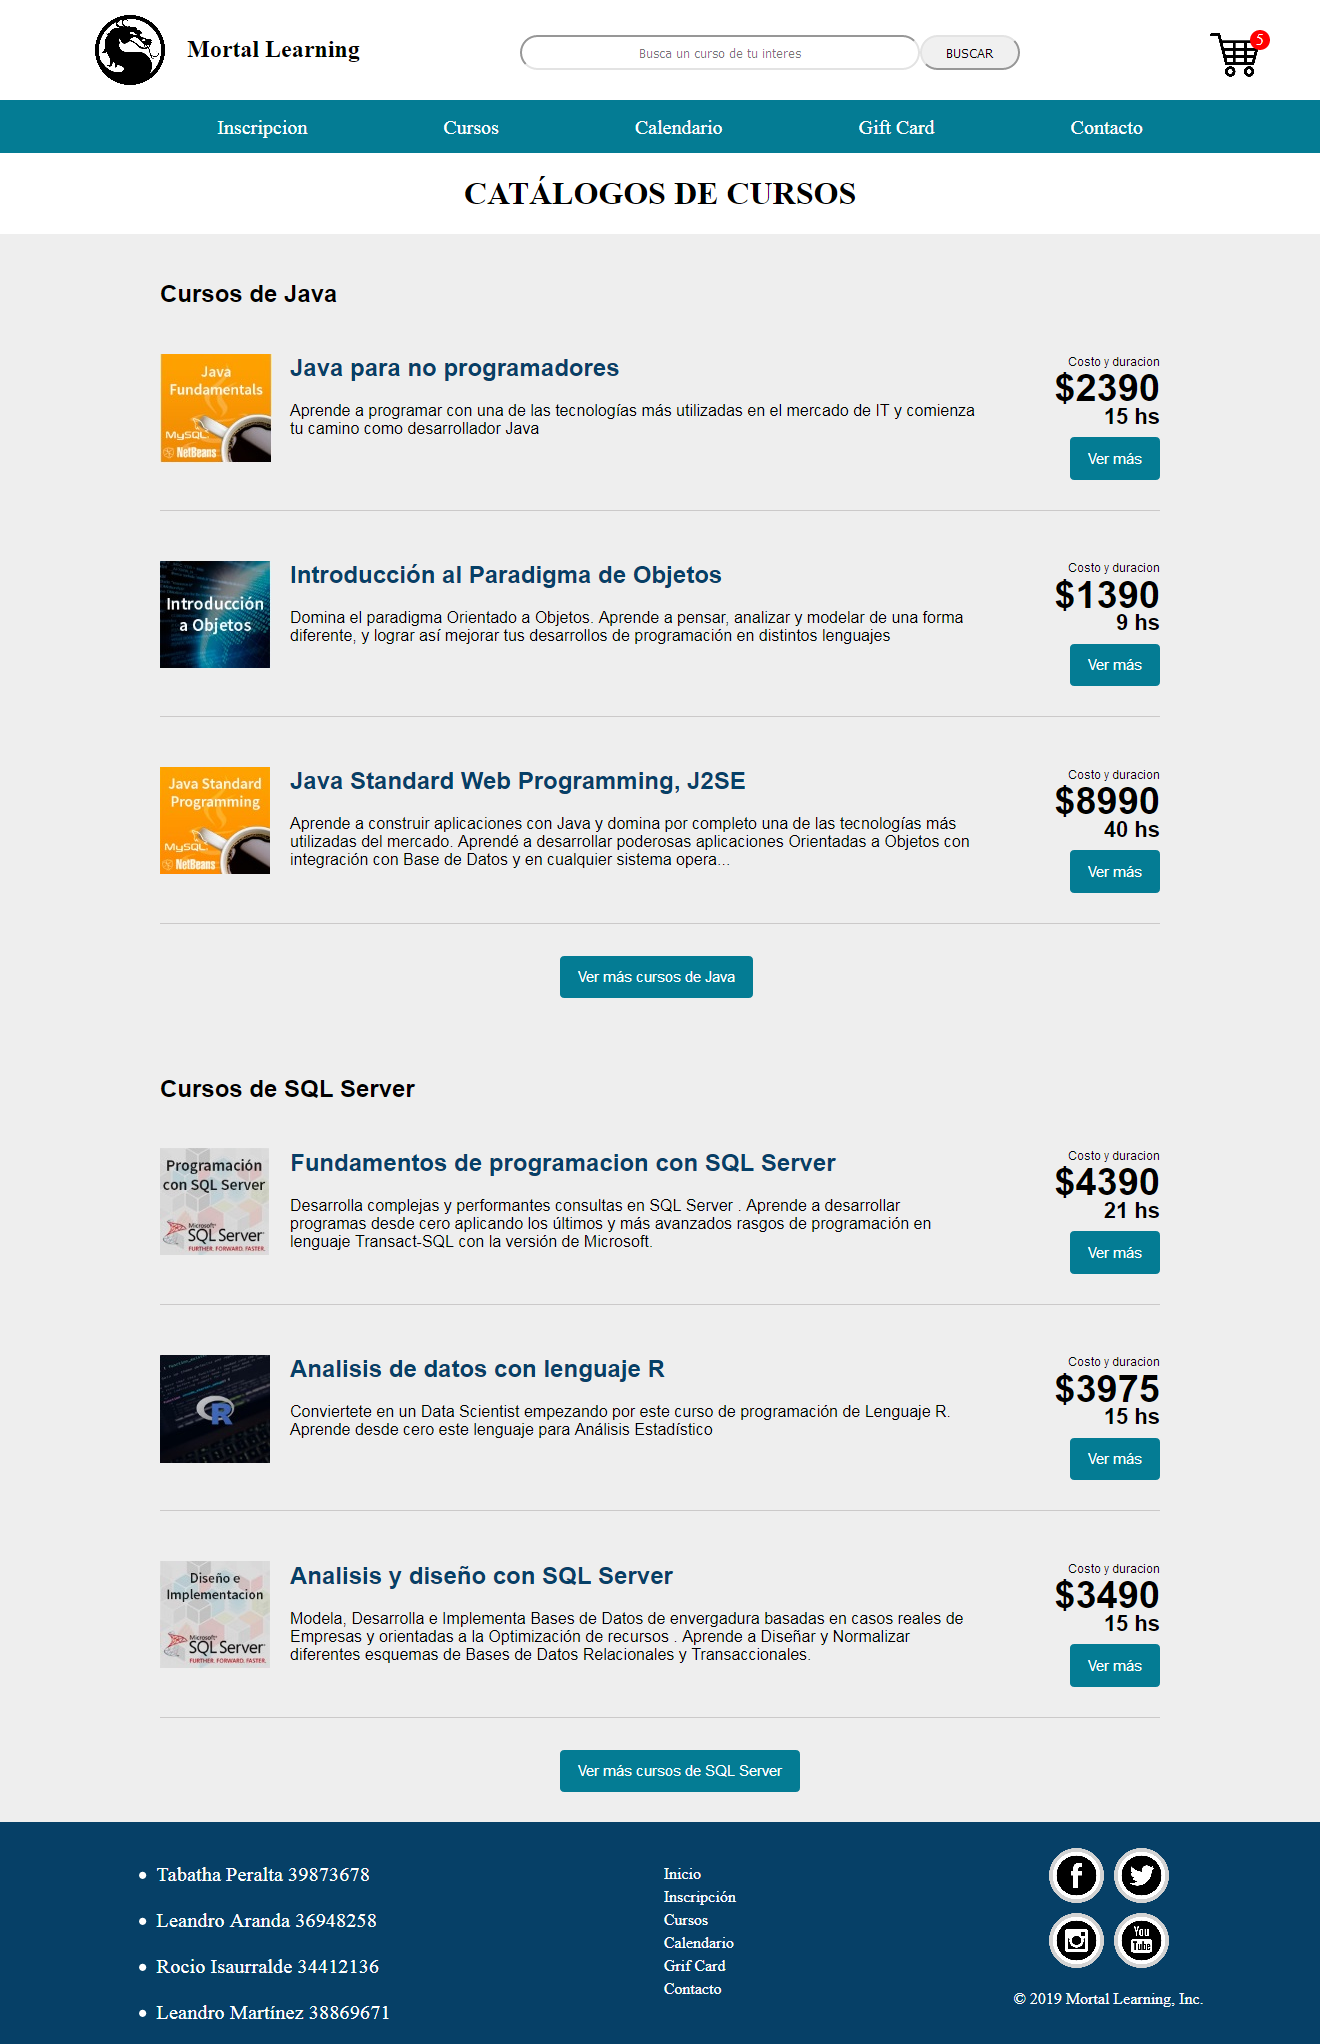 Mortal Learning
Busca un curso de tu interes
BUSCAR
5
Inscripcion
Cursos
Calendario
Gift Card
Contacto
CATÁLOGOS DE CURSOS
Cursos de Java
Java
Fundamentals
MySQL
NetBeans
Java para no programadores
Aprende a programar con una de las tecnologías más utilizadas en el mercado de IT y comienza
tu camino como desarrollador Java
Costo y duracion
$2390
15 hs
Ver más
Introducción
a Objetos
Introducción al Paradigma de Objetos
Domina el paradigma Orientado a Objetos. Aprende a pensar, analizar y modelar de una forma
diferente, y lograr así mejorar tus desarrollos de programación en distintos lenguajes
Costo y duracion
$1390
9 hs
Ver más
Java Standard
Programming
MySQL
NetBeans
Java Standard Web Programming, J2SE
Aprende a construir aplicaciones con Java y domina por completo una de las tecnologías más
utilizadas del mercado. Aprendé a desarrollar poderosas aplicaciones Orientadas a Objetos con
integración con Base de Datos y en cualquier sistema opera...
Costo y duracion
$8990
40 hs
Ver más
Ver más cursos de Java
Cursos de SQL Server
Programación
con SQL Server
Microsoft
SQL Server
FURTHER. FORWARD. FASTER.
Fundamentos de programacion con SQL Server
Desarrolla complejas y performantes consultas en SQL Server . Aprende a desarrollar
programas desde cero aplicando los últimos y más avanzados rasgos de programación en
lenguaje Transact-SQL con la versión de Microsoft.
Costo y duracion
$4390
21 hs
Ver más
R
Analisis de datos con lenguaje R
Conviertete en un Data Scientist empezando por este curso de programación de Lenguaje R.
Aprende desde cero este lenguaje para Análisis Estadístico
Costo y duracion
$3975
15 hs
Ver más
Diseño e
Implementacion
Microsoft
SQL Server
FURTHER. FORWARD. FASTER.
Analisis y diseño con SQL Server
Modela, Desarrolla e Implementa Bases de Datos de envergadura basadas en casos reales de
Empresas y orientadas a la Optimización de recursos . Aprende a Diseñar y Normalizar
diferentes esquemas de Bases de Datos Relacionales y Transaccionales.
Costo y duracion
$3490
15 hs
Ver más
Ver más cursos de SQL Server
Tabatha Peralta 39873678
Leandro Aranda 36948258
Rocio Isaurralde 34412136
Leandro Martínez 38869671
Inicio
Inscripción
Cursos
Calendario
Grif Card
Contacto
You
Tube
© 2019 Mortal Learning, Inc.